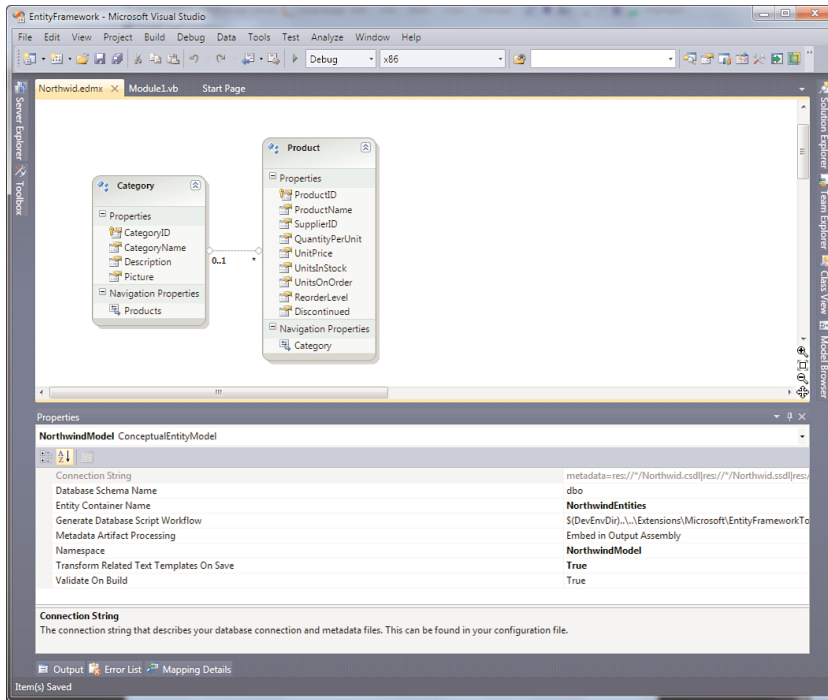 EntityFramework - Microsoft Visual Studio
File Edit View Project Build Debug Data Tools Test Analyze Window Help
Debug x86
Northwid.edmx Module1.vb Start Page
Server Explorer
Toolbox
Category
Properties
CategoryID
CategoryName
Description
Picture
Navigation Properties
Products
0..1 *
Product
Properties
ProductID
ProductName
SupplierID
QuantityPerUnit
UnitPrice
UnitsInStock
UnitsOnOrder
ReorderLevel
Discontinued
Navigation Properties
Category
Solution Explorer
Team Explorer
Class View
Model Browser
Properties
NorthwindModel ConceptualEntityModel
Connection String metadata=res://*/Northwid.csdl|res://*/Northwid.ssdl|res:/
Database Schema Name dbo
Entity Container Name NorthwindEntities
Generate Database Script Workflow $(DevEnvDir)..\..\Extensions\Microsoft\EntityFrameworkTo
Metadata Artifact Processing Embed in Output Assembly
Namespace NorthwindModel
Transform Related Text Templates On Save True
Validate On Build True
Connection String
The connection string that describes your database connection and metadata files. This can be found in your configuration file.
Output Error List Mapping Details
Item(s) Saved